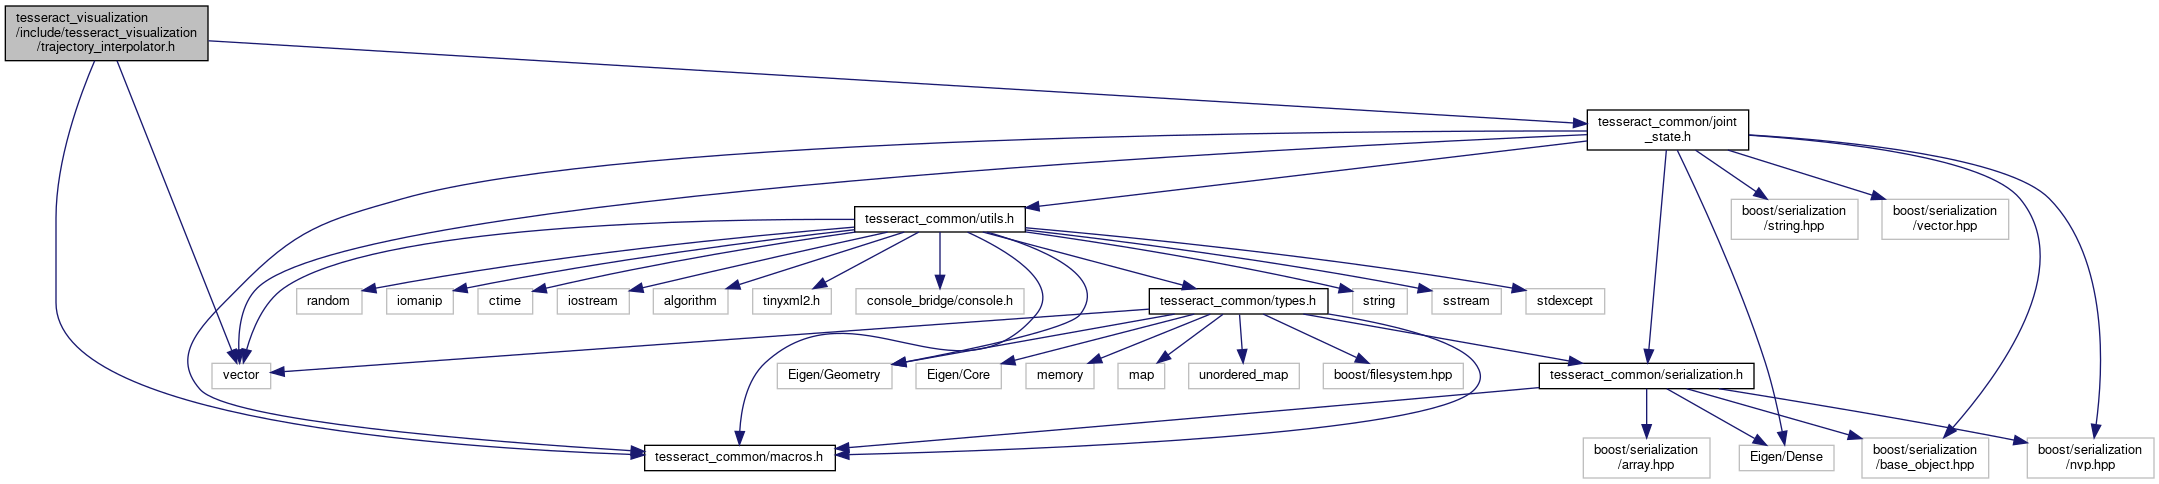 tesseract_visualization
/include/tesseract_visualization
/trajectory_interpolator.h
tesseract_common/joint
_state.h
tesseract_common/utils.h
boost/serialization
/string.hpp
boost/serialization
/vector.hpp
random
iomanip
ctime
iostream
algorithm
tinyxml2.h
console_bridge/console.h
tesseract_common/types.h
string
sstream
stdexcept
vector
Eigen/Geometry
Eigen/Core
memory
map
unordered_map
boost/filesystem.hpp
tesseract_common/serialization.h
tesseract_common/macros.h
boost/serialization
/array.hpp
Eigen/Dense
boost/serialization
/base_object.hpp
boost/serialization
/nvp.hpp